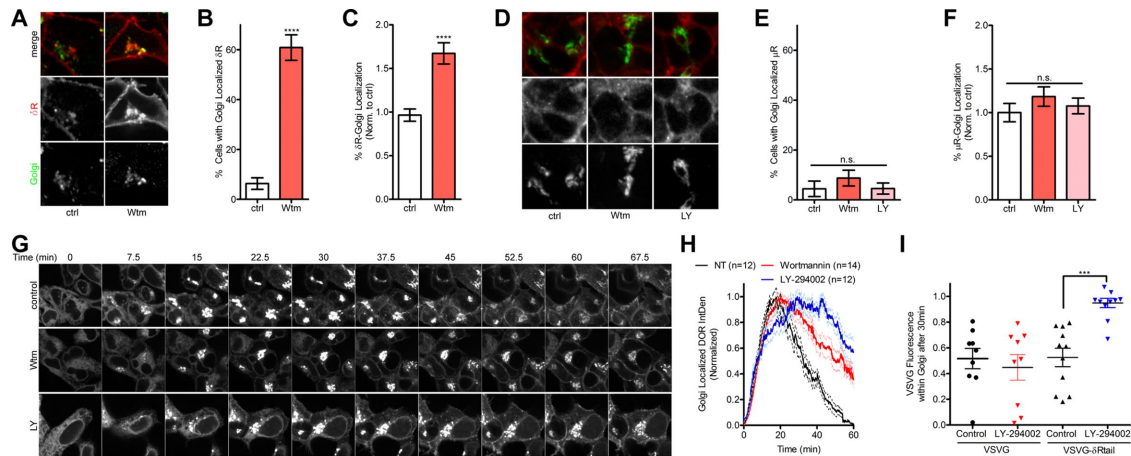 A
merge
δR
Golgi
ctrl Wtm
B
% Cells with Golgi Localized δR
60
40
20
0
****
ctrl Wtm
C
% δR-Golgi Localization
(Norm. to ctrl)
2.0
1.5
1.0
0.5
0.0
****
ctrl Wtm
D
ctrl Wtm LY
E
% Cells with Golgi Localized μR
60
40
20
0
n.s.
ctrl Wtm LY
F
% μR-Golgi Localization
(Norm. to ctrl)
2.0
1.5
1.0
0.5
0.0
n.s.
ctrl Wtm LY
G
Time (min) 0 7.5 15 22.5 30 37.5 45 52.5 60 67.5
control
Wtm
LY
H
NT (n=12) Wortmannin (n=14)
LY-294002 (n=12)
Golgi Localized DOR IntDen
(Normalized)
1.0
0.8
0.6
0.4
0.2
0.0
0 20 40 60
Time (min)
I
VSVG Fluorescence
within Golgi after 30min
1.0
0.8
0.6
0.4
0.2
0.0
***
Control LY-294002 Control LY-294002
VSVG VSVG-δRtail